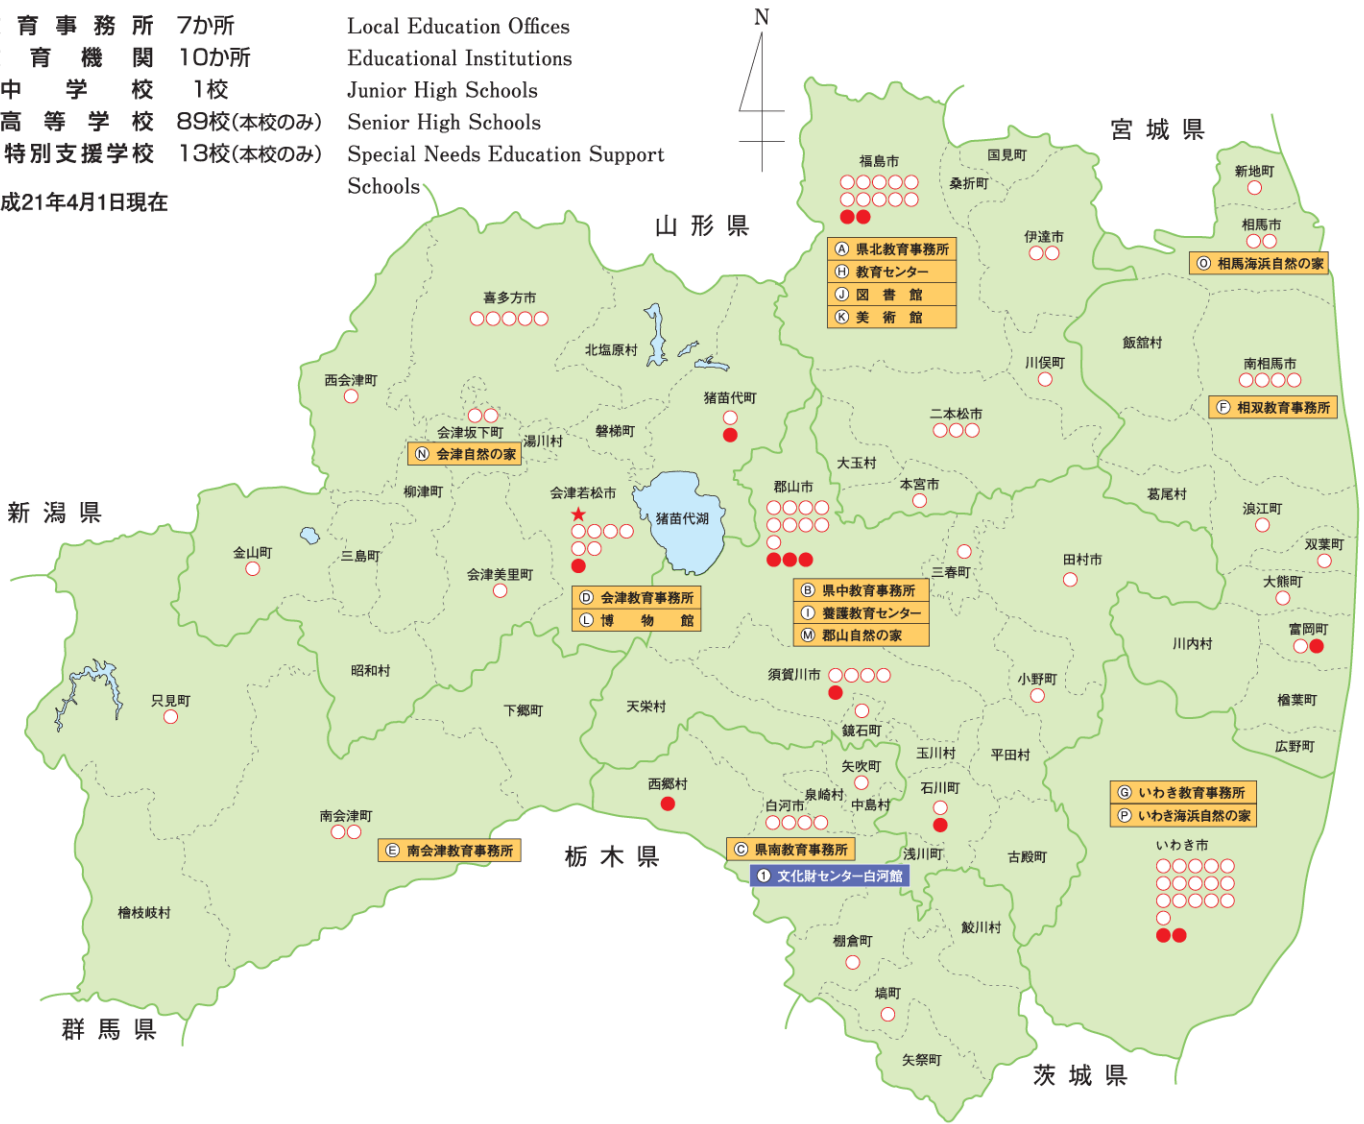 育事務所 7か所 Local Education Offices
育機関 10か所 Educational Institutions
中学校 1校 Junior High Schools
高等学校 89校(本校のみ) Senior High Schools
特別支援学校 13校(本校のみ) Special Needs Education Support
Schools
成21年4月1日現在
N
宮城県
山形県
新潟県
群馬県
栃木県
茨城県
福島市
国見町
桑折町
伊達市
Ⓐ 県北教育事務所
Ⓗ 教育センター
Ⓙ 図書館
Ⓚ 美術館
新地町
相馬市
Ⓞ 相馬海浜自然の家
喜多方市
北塩原村
西会津町
猪苗代町
会津坂下町
湯川村
磐梯町
Ⓝ 会津自然の家
柳津町
会津若松市
猪苗代湖
川俣町
飯舘村
南相馬市
Ⓕ 相双教育事務所
二本松市
大玉村
本宮市
郡山市
葛尾村
浪江町
双葉町
大熊町
富岡町
川内村
楢葉町
広野町
金山町
三島町
会津美里町
Ⓓ 会津教育事務所
Ⓛ 博物館
三春町
田村市
Ⓑ 県中教育事務所
Ⓘ 養護教育センター
Ⓜ 郡山自然の家
昭和村
只見町
下郷町
天栄村
須賀川市
鏡石町
小野町
玉川村
平田村
西郷村
矢吹町
泉崎村
中島村
白河市
石川町
浅川町
古殿町
Ⓒ 県南教育事務所
① 文化財センター白河館
南会津町
Ⓔ 南会津教育事務所
檜枝岐村
Ⓖ いわき教育事務所
Ⓟ いわき海浜自然の家
いわき市
棚倉町
鮫川村
塙町
矢祭町